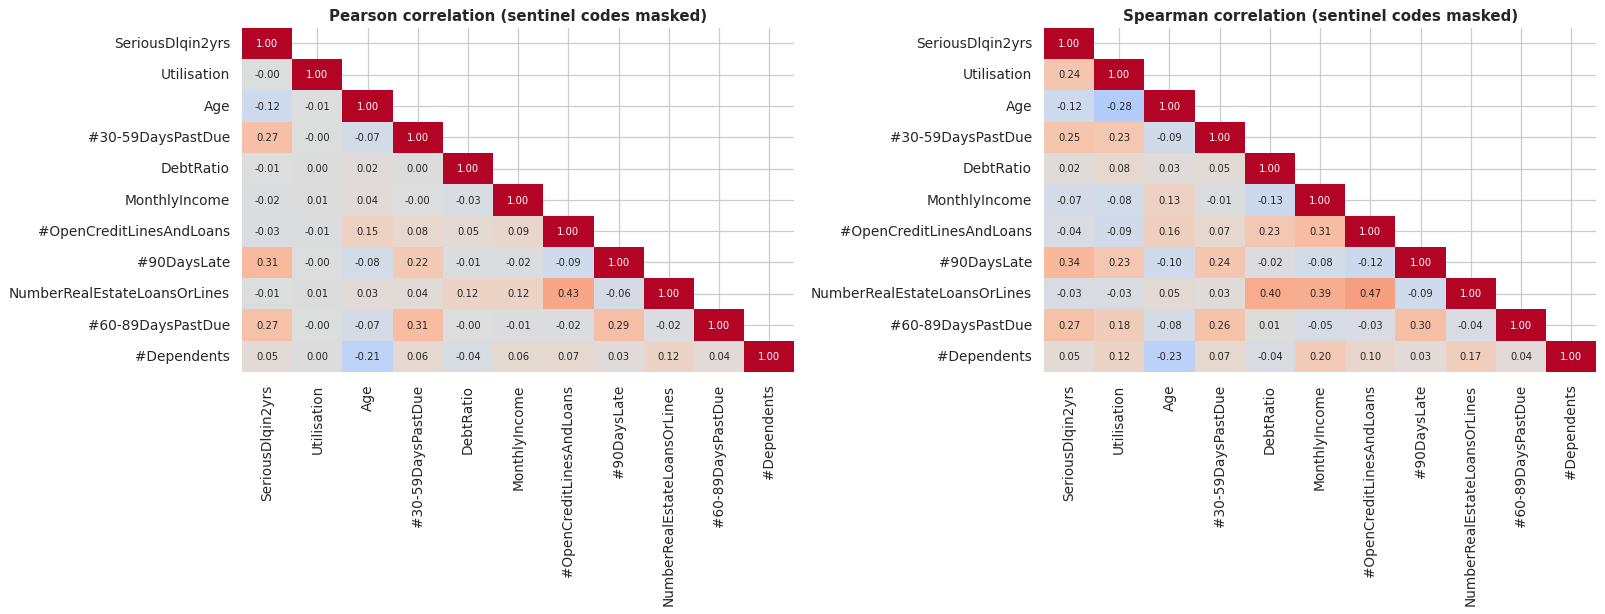 Pearson correlation (sentinel codes masked)
SeriousDlqin2yrs 1.00
Utilisation -0.00 1.00
Age -0.12 -0.01 1.00
#30-59DaysPastDue 0.27 -0.00 -0.07 1.00
DebtRatio -0.01 0.00 0.02 0.00 1.00
MonthlyIncome -0.02 0.01 0.04 -0.00 -0.03 1.00
#OpenCreditLinesAndLoans -0.03 -0.01 0.15 0.08 0.05 0.09 1.00
#90DaysLate 0.31 -0.00 -0.08 0.22 -0.01 -0.02 -0.09 1.00
NumberRealEstateLoansOrLines -0.01 0.01 0.03 0.04 0.12 0.12 0.43 -0.06 1.00
#60-89DaysPastDue 0.27 -0.00 -0.07 0.31 -0.00 -0.01 -0.02 0.29 -0.02 1.00
#Dependents 0.05 0.00 -0.21 0.06 -0.04 0.06 0.07 0.03 0.12 0.04 1.00
SeriousDlqin2yrs
Utilisation
Age
#30-59DaysPastDue
DebtRatio
MonthlyIncome
#OpenCreditLinesAndLoans
#90DaysLate
NumberRealEstateLoansOrLines
#60-89DaysPastDue
#Dependents
Spearman correlation (sentinel codes masked)
SeriousDlqin2yrs 1.00
Utilisation 0.24 1.00
Age -0.12 -0.28 1.00
#30-59DaysPastDue 0.25 0.23 -0.09 1.00
DebtRatio 0.02 0.08 0.03 0.05 1.00
MonthlyIncome -0.07 -0.08 0.13 -0.01 -0.13 1.00
#OpenCreditLinesAndLoans -0.04 -0.09 0.16 0.07 0.23 0.31 1.00
#90DaysLate 0.34 0.23 -0.10 0.24 -0.02 -0.08 -0.12 1.00
NumberRealEstateLoansOrLines -0.03 -0.03 0.05 0.03 0.40 0.39 0.47 -0.09 1.00
#60-89DaysPastDue 0.27 0.18 -0.08 0.26 0.01 -0.05 -0.03 0.30 -0.04 1.00
#Dependents 0.05 0.12 -0.23 0.07 -0.04 0.20 0.10 0.03 0.17 0.04 1.00
SeriousDlqin2yrs
Utilisation
Age
#30-59DaysPastDue
DebtRatio
MonthlyIncome
#OpenCreditLinesAndLoans
#90DaysLate
NumberRealEstateLoansOrLines
#60-89DaysPastDue
#Dependents